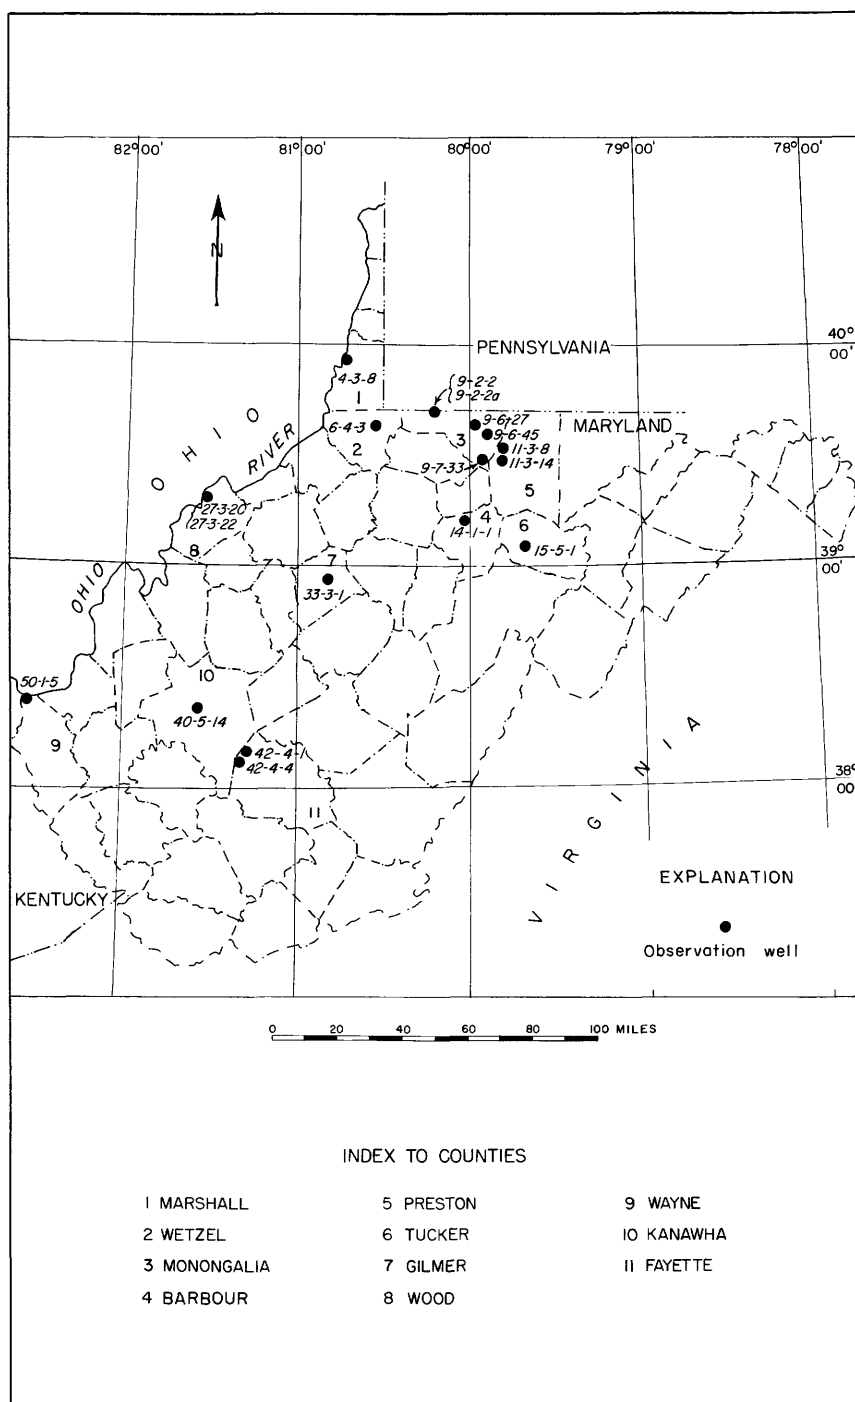 82°00' 81°00' 80°00' 79°00' 78°00'
N
40°
00'
PENNSYLVANIA
4-3-8
9-2-2
9-2-2a
1
OHIO
6-4-3
9-6-27
MARYLAND
3
9-6-45
2
RIVER
11-3-8
9-7-33
11-3-14
5
27-3-20
27-3-22
4
14-1-1
6
15-5-1
8
7
39°
00'
OHIO
33-3-1
10
50-1-5
40-5-14
9
42-4-1
42-4-4
38°
00'
VIRGINIA
11
KENTUCKY
EXPLANATION
Observation well
0 20 40 60 80 100 MILES
INDEX TO COUNTIES
1 MARSHALL 5 PRESTON 9 WAYNE
2 WETZEL 6 TUCKER 10 KANAWHA
3 MONONGALIA 7 GILMER 11 FAYETTE
4 BARBOUR 8 WOOD